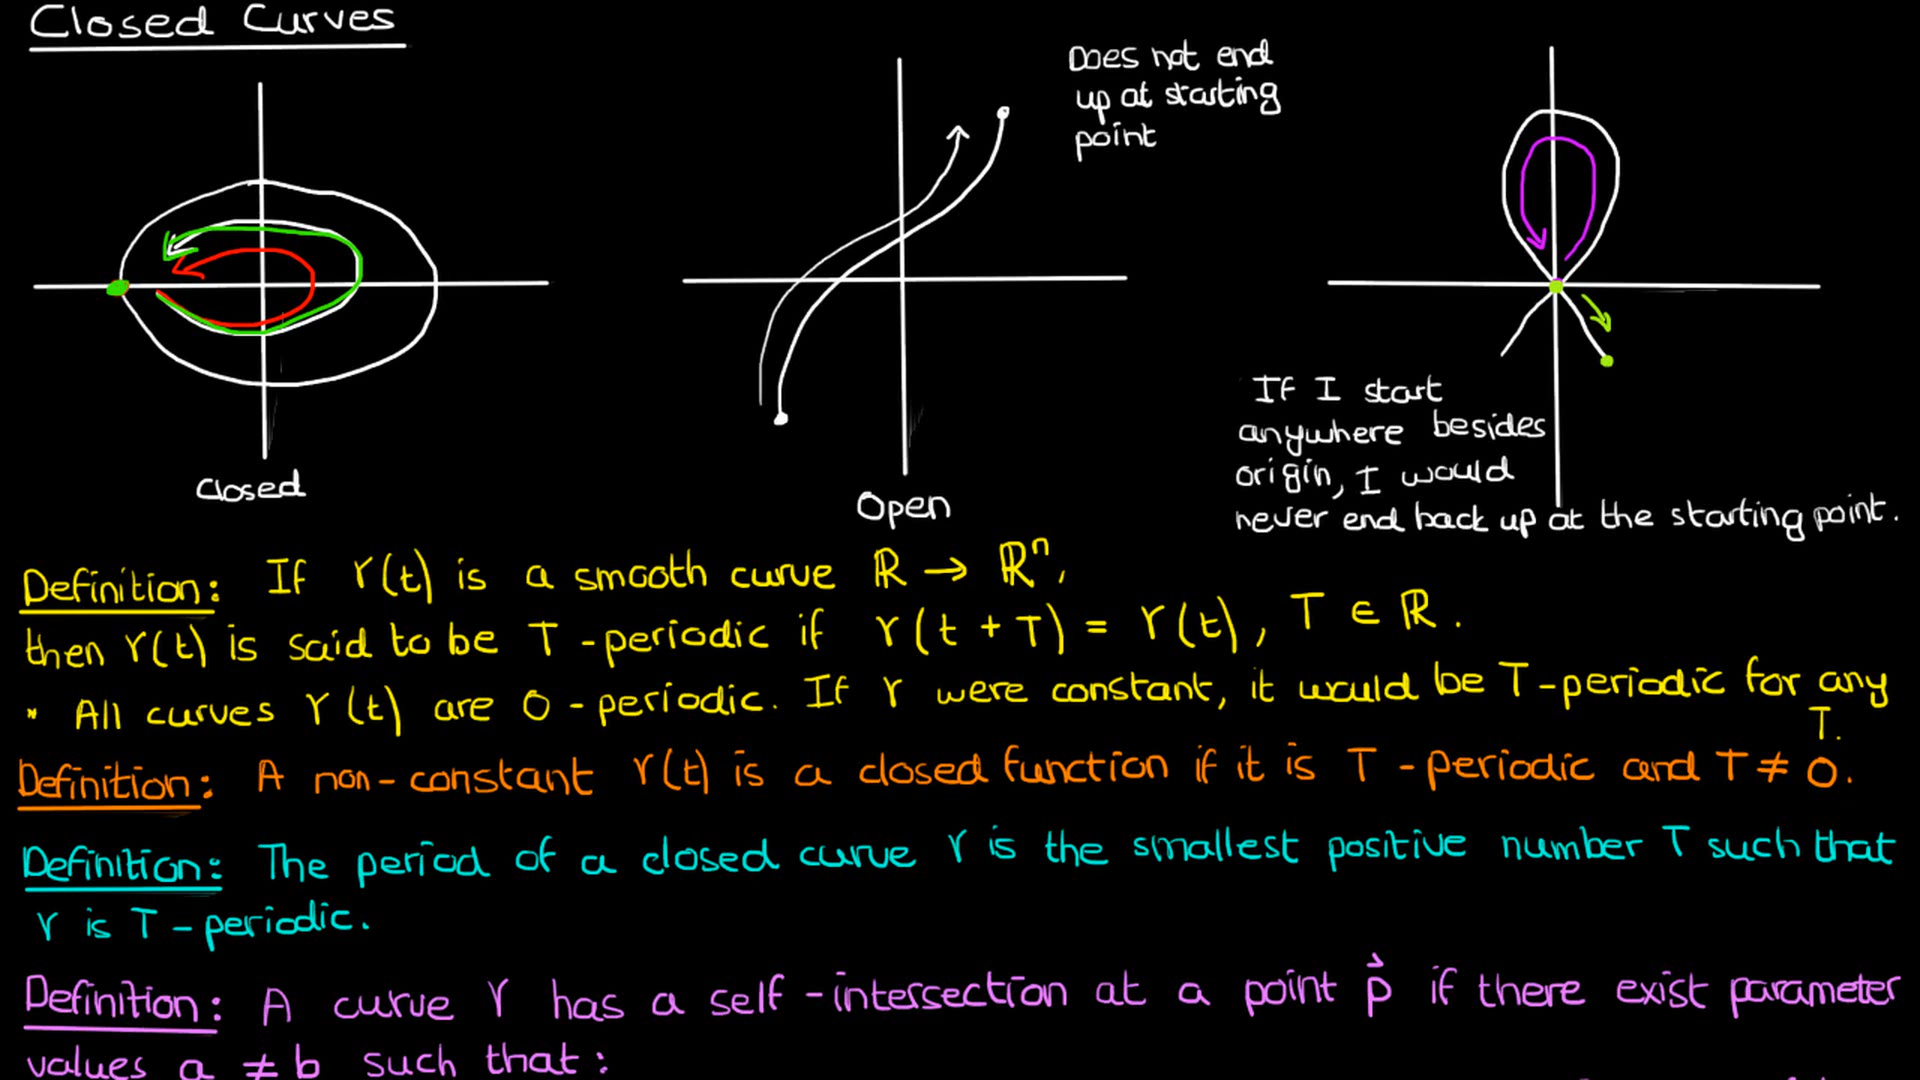 Closed Curves
Does not end
up at starting
point
Closed
Open
If I start
anywhere besides
origin, I would
never end back up at the starting point.
Definition: If γ(t) is a smooth curve ℝ → ℝⁿ,
then γ(t) is said to be T-periodic if γ(t + T) = γ(t), T ∈ ℝ.
* All curves γ(t) are 0-periodic. If γ were constant, it would be T-periodic for any
T.
Definition: A non-constant γ(t) is a closed function if it is T-periodic and T ≠ 0.
Definition: The period of a closed curve γ is the smallest positive number T such that
γ is T-periodic.
Definition: A curve γ has a self-intersection at a point p⃗ if there exist parameter
values a ≠ b such that: